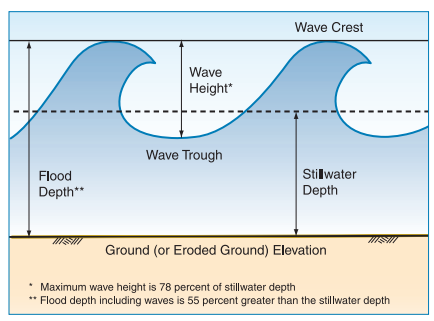 Wave Crest
Wave
Height*
Wave Trough
Flood
Depth**
Stillwater
Depth
Ground (or Eroded Ground) Elevation
* Maximum wave height is 78 percent of stillwater depth
** Flood depth including waves is 55 percent greater than the stillwater depth